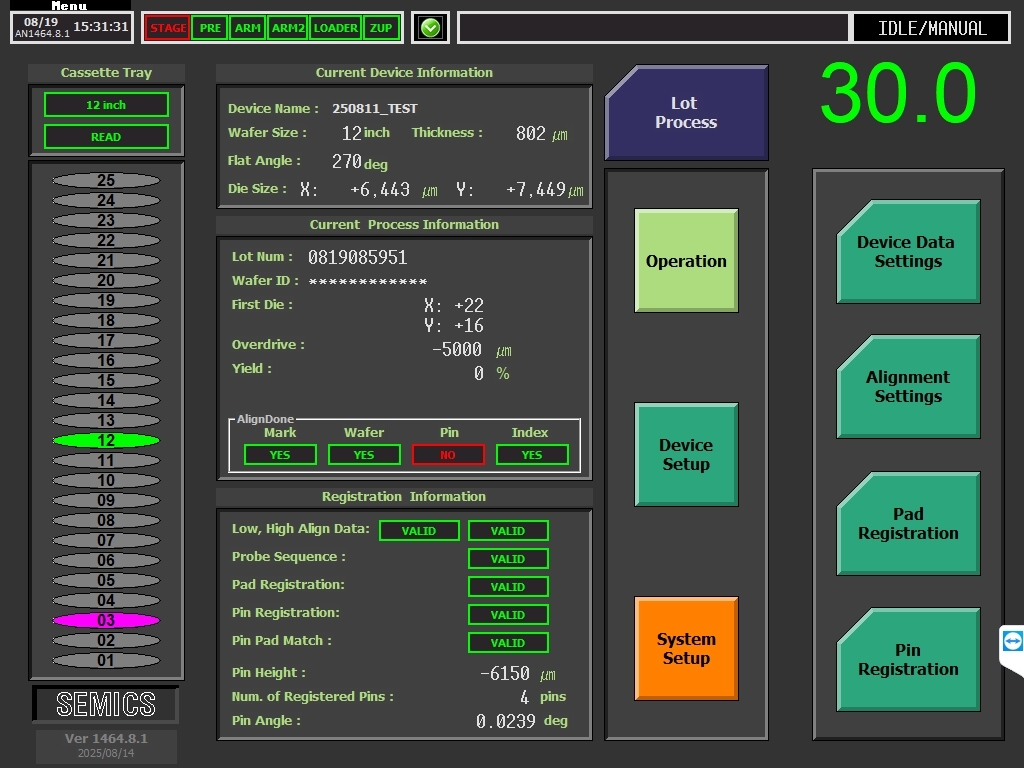 Menu
08/19
AN1464.8.1
15:31:31
STAGE PRE ARM ARM2 LOADER ZUP
IDLE/MANUAL
Cassette Tray
12 inch
READ
25
24
23
22
21
20
19
18
17
16
15
14
13
12
11
10
09
08
07
06
05
04
03
02
01
SEMICS
Ver 1464.8.1
2025/08/14
Current Device Information
Device Name : 250811_TEST
Wafer Size : 12 inch Thickness : 802 μm
Flat Angle : 270 deg
Die Size : X: +6,443 μm Y: +7,449 μm
Current Process Information
Lot Num : 0819085951
Wafer ID : ************
First Die : X: +22
Y: +16
Overdrive : -5000 μm
Yield : 0 %
AlignDone
Mark Wafer Pin Index
YES YES NO YES
Registration Information
Low, High Align Data: VALID VALID
Probe Sequence : VALID
Pad Registration: VALID
Pin Registration: VALID
Pin Pad Match : VALID
Pin Height : -6150 μm
Num. of Registered Pins : 4 pins
Pin Angle : 0.0239 deg
Lot
Process
Operation
Device
Setup
System
Setup
30.0
Device Data
Settings
Alignment
Settings
Pad
Registration
Pin
Registration